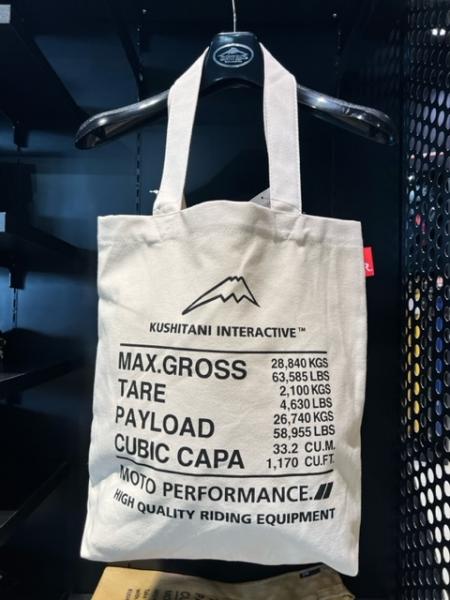 KUSHITANI INTERACTIVE™
MAX.GROSS 28,840 KGS
63,585 LBS
TARE 2,100 KGS
4,630 LBS
PAYLOAD 26,740 KGS
58,955 LBS
CUBIC CAPA 33.2 CU.M.
1,170 CU.FT.
MOTO PERFORMANCE.
HIGH QUALITY RIDING EQUIPMENT